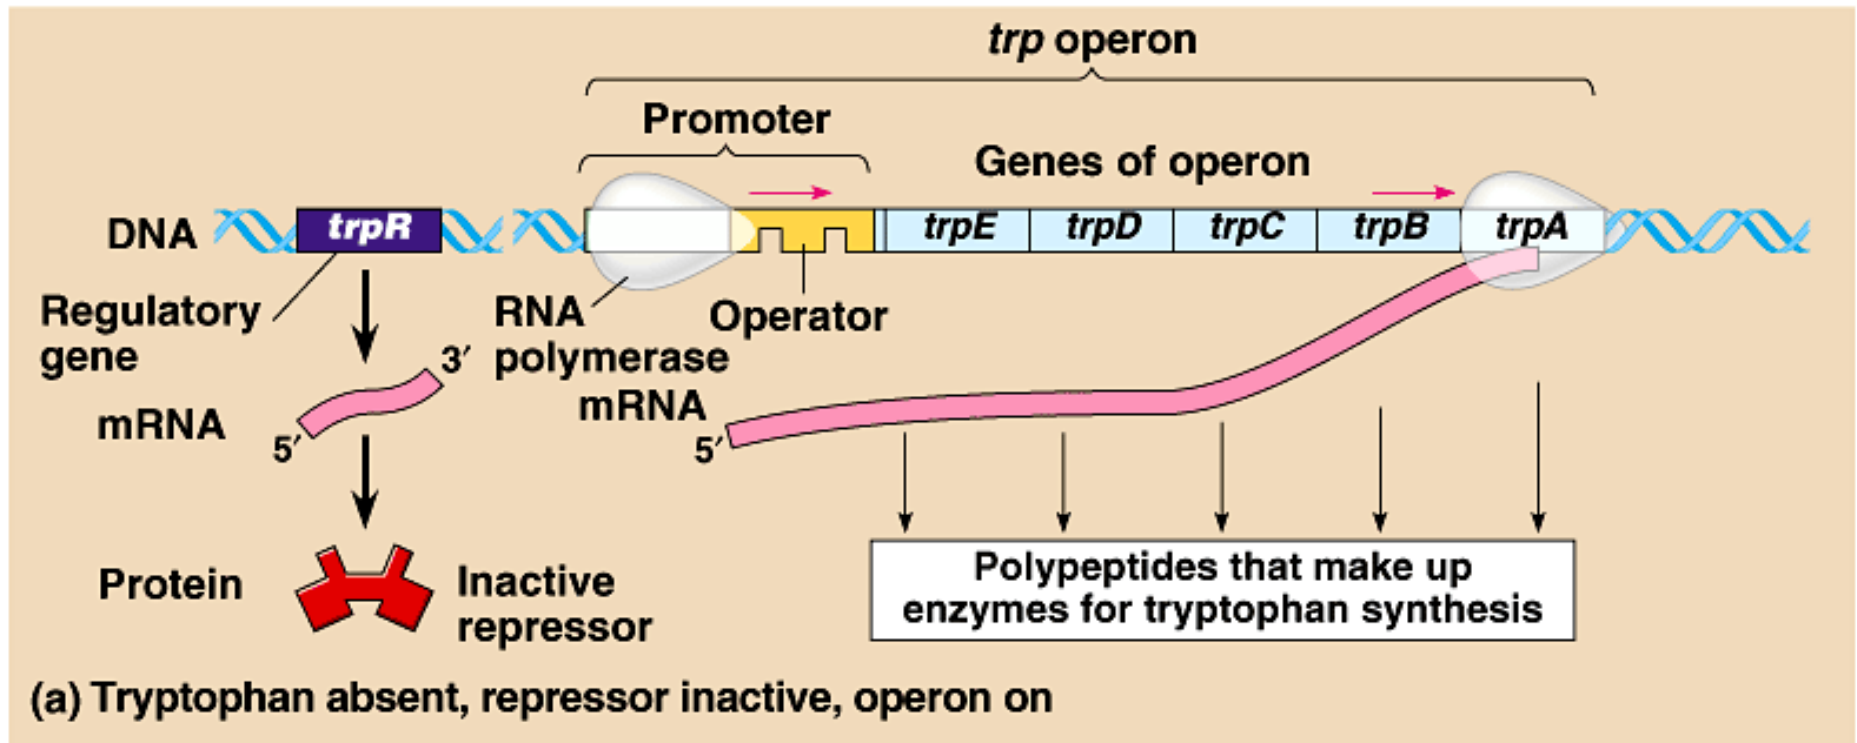 trp operon
Promoter
Genes of operon
DNA
trpR
trpE
trpD
trpC
trpB
trpA
Regulatory
gene
RNA
polymerase
Operator
mRNA
5′
3′
mRNA
5′
Protein
Inactive
repressor
Polypeptides that make up
enzymes for tryptophan synthesis
(a) Tryptophan absent, repressor inactive, operon on